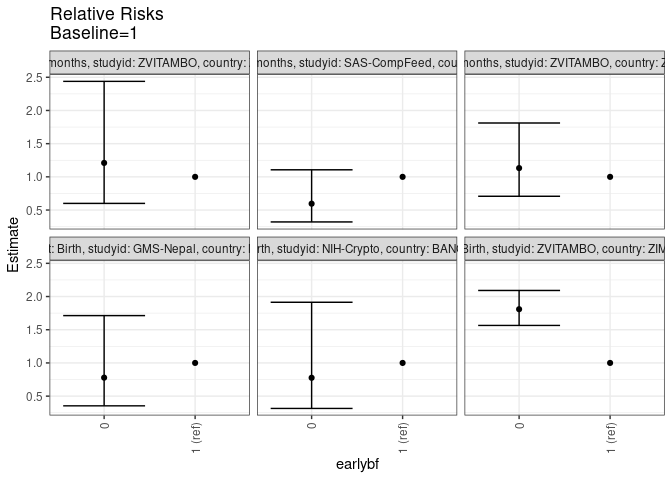 Relative Risks
Baseline=1
months, studyid: ZVITAMBO, country:
months, studyid: SAS-CompFeed, cou
months, studyid: ZVITAMBO, country: Z
2.5
2.0
1.5
1.0
0.5
t: Birth, studyid: GMS-Nepal, country:
rth, studyid: NIH-Crypto, country: BAN
Birth, studyid: ZVITAMBO, country: ZIM
2.5
2.0
1.5
1.0
0.5
Estimate
0
1 (ref)
0
1 (ref)
0
1 (ref)
earlybf